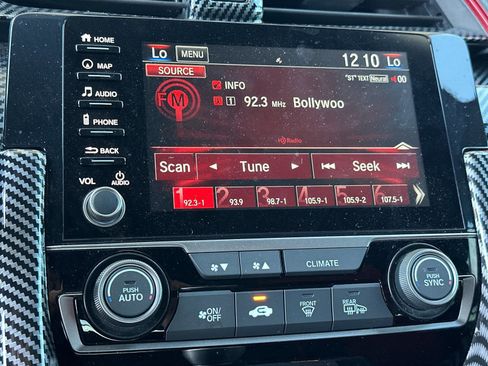 HOME
Lo MENU 12 10 Lo
SOURCE "ST" TEXT Neural 00
MAP
INFO
FM 1 92.3 MHz Bollywoo
AUDIO
HD Radio
PHONE
BACK
Scan Tune Seek
VOL AUDIO
1 2 3 4 5 6
92.3-1 93.9 98.7-1 105.9-1 105.9-2 107.5-1
CLIMATE
PUSH AUTO
PUSH SYNC
ON/OFF
FRONT
REAR